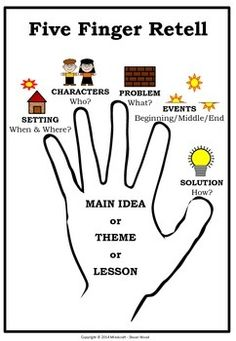 Five Finger Retell
CHARACTERS
Who?
PROBLEM
What?
EVENTS
Beginning/Middle/End
SETTING
When & Where?
SOLUTION
How?
MAIN IDEA
or
THEME
or
LESSON